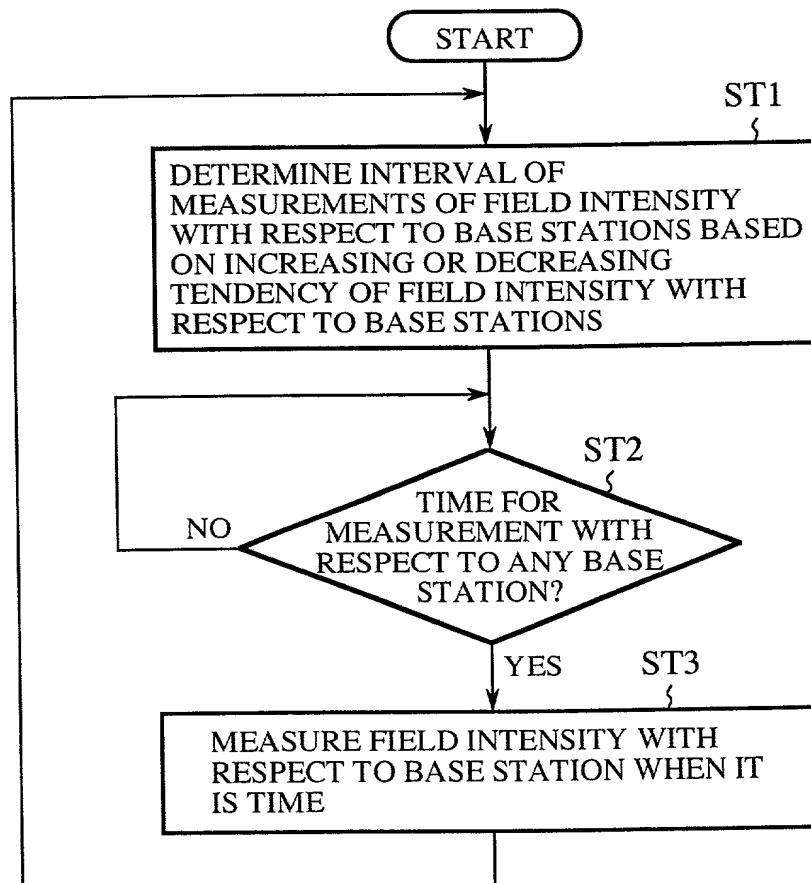 START
ST1
DETERMINE INTERVAL OF
MEASUREMENTS OF FIELD INTENSITY
WITH RESPECT TO BASE STATIONS BASED
ON INCREASING OR DECREASING
TENDENCY OF FIELD INTENSITY WITH
RESPECT TO BASE STATIONS
ST2
TIME FOR
MEASUREMENT WITH
RESPECT TO ANY BASE
STATION?
NO
YES
ST3
MEASURE FIELD INTENSITY WITH
RESPECT TO BASE STATION WHEN IT
IS TIME